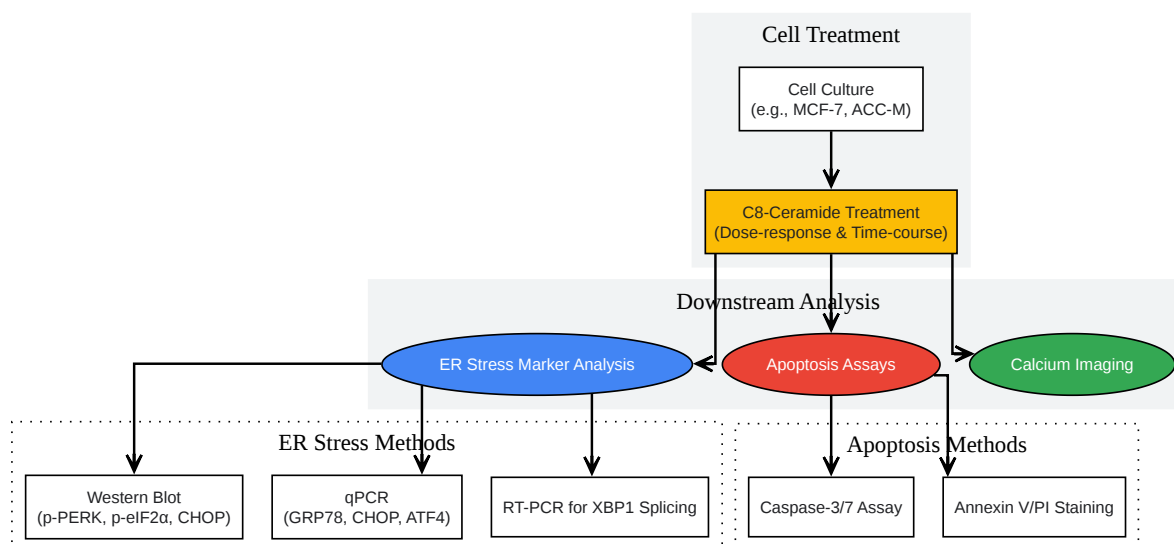 Cell Treatment
Cell Culture
(e.g., MCF-7, ACC-M)
C8-Ceramide Treatment
(Dose-response & Time-course)
Downstream Analysis
ER Stress Marker Analysis
Apoptosis Assays
Calcium Imaging
ER Stress Methods
Apoptosis Methods
Western Blot
(p-PERK, p-eIF2α, CHOP)
qPCR
(GRP78, CHOP, ATF4)
RT-PCR for XBP1 Splicing
Caspase-3/7 Assay
Annexin V/PI Staining